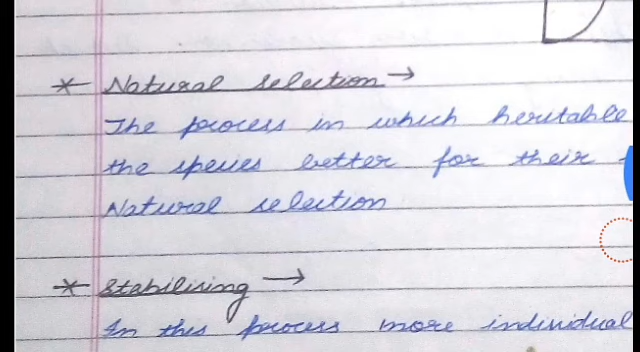 * Natural selection →
The process in which heritable
the species better for their
Natural selection
* Stabilising →
In this process more individual